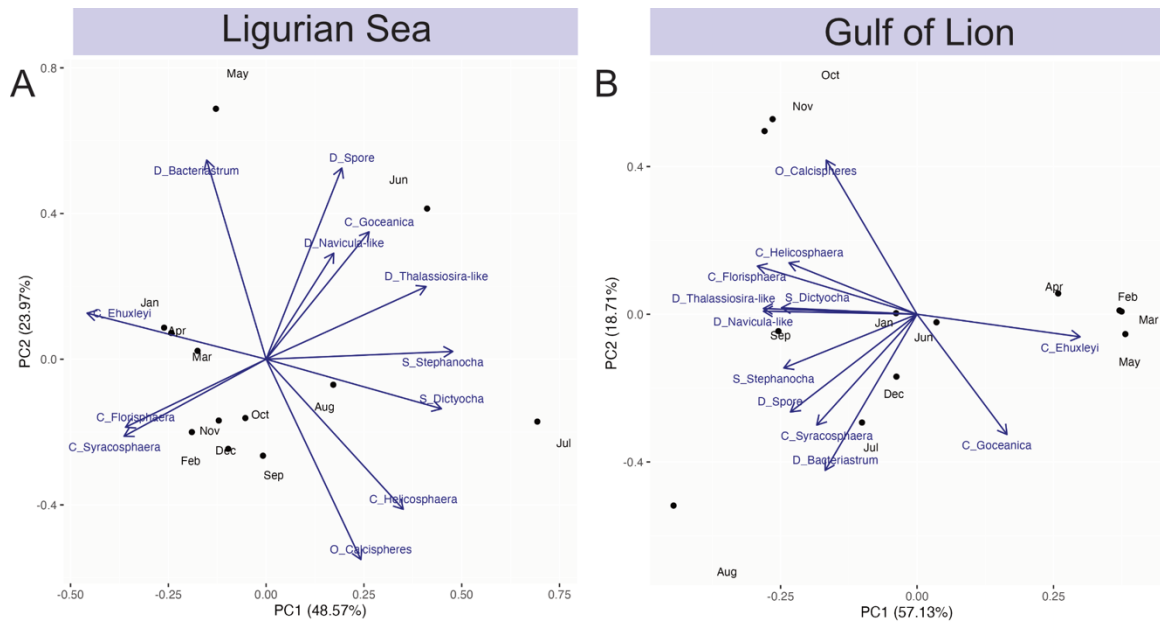 Ligurian Sea
Gulf of Lion
A
0.8
May
D_Bacteriastrum
D_Spore
Jun
0.4
C_Goceanica
D_Navicula-like
D_Thalassiosira-like
Jan
C_Ehuxleyi
Apr
Mar
0.0
PC2 (23.97%)
S_Stephanocha
S_Dictyocha
Aug
C_Florisphaera
C_Syracosphaera
Nov
Oct
Jul
Feb
Dec
Sep
-0.4
C_Helicosphaera
O_Calcispheres
-0.50
-0.25
0.00
0.25
0.50
0.75
PC1 (48.57%)
B
Oct
Nov
0.4
O_Calcispheres
C_Helicosphaera
C_Florisphaera
D_Thalassiosira-like
S_Dictyocha
D_Navicula-like
Apr
Feb
Mar
0.0
PC2 (18.71%)
Sep
Jan
Jun
C_Ehuxleyi
May
S_Stephanocha
Dec
D_Spore
C_Syracosphaera
Jul
C_Goceanica
D_Bacteriastrum
-0.4
Aug
-0.25
0.00
0.25
PC1 (57.13%)